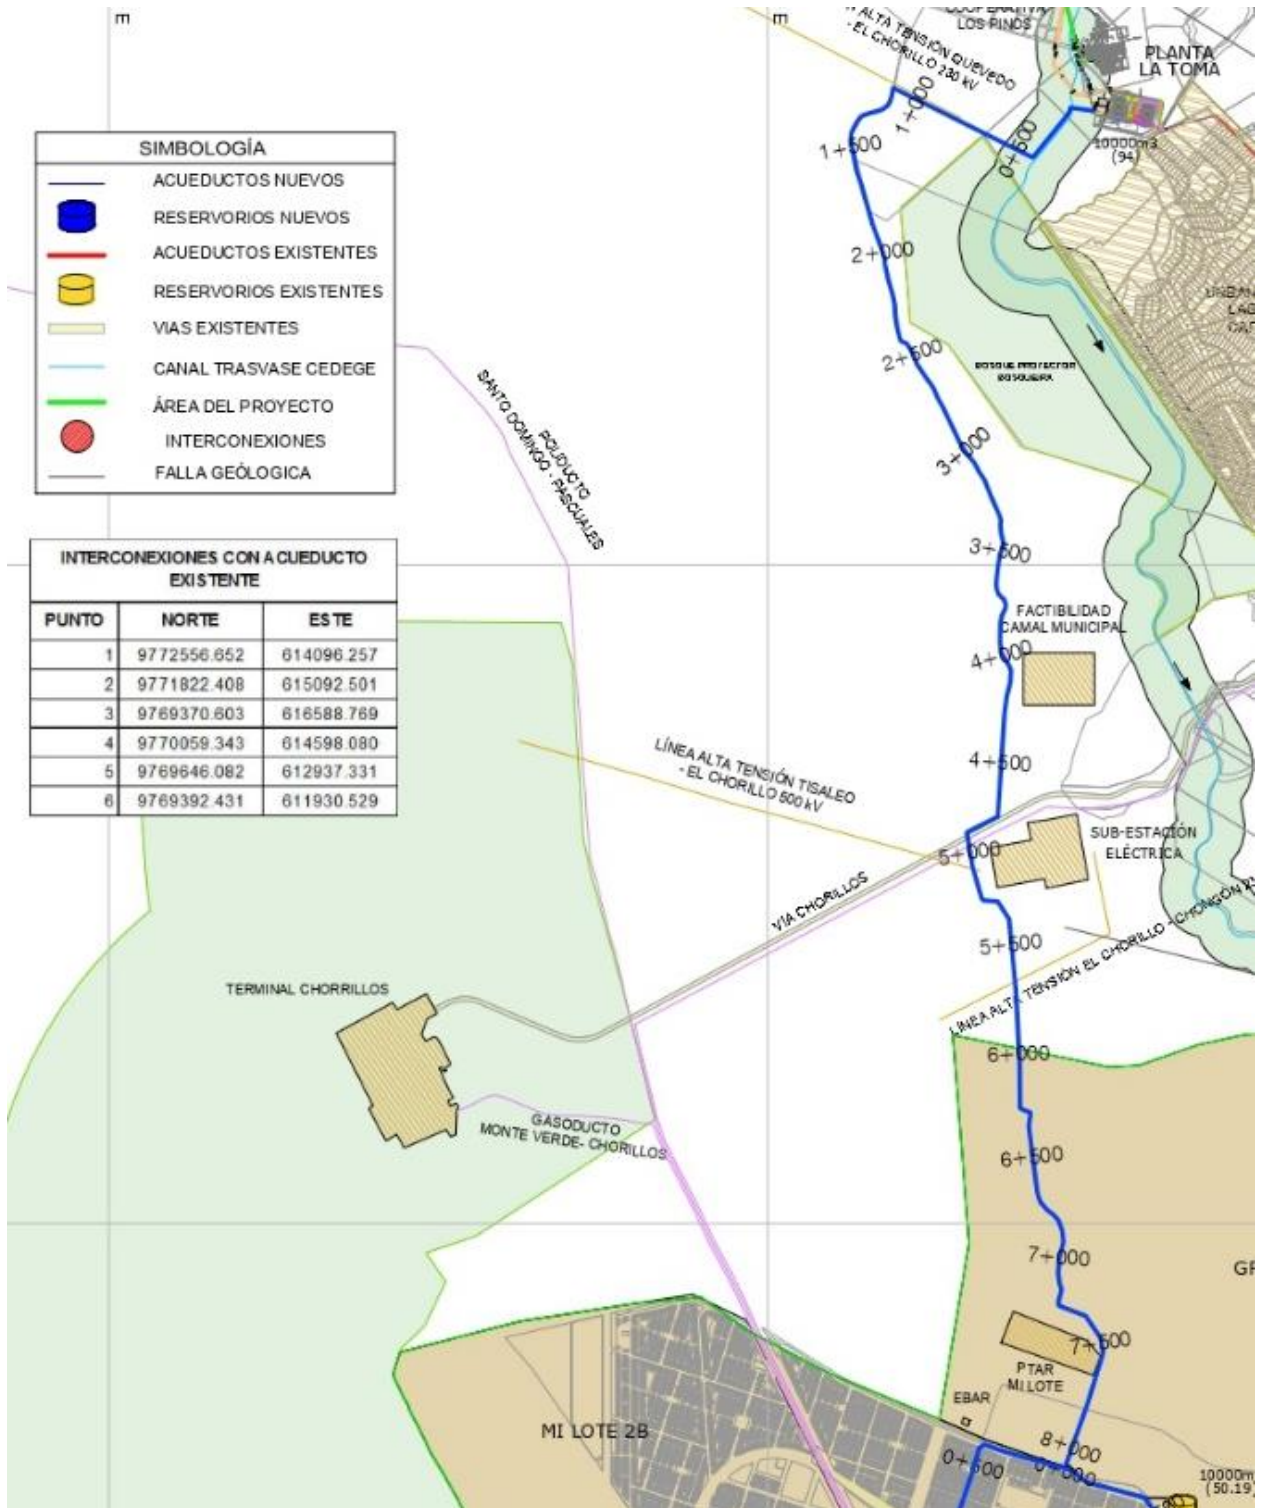 m
m
LOS PINOS
ALTA TENSIÓN QUEVEDO
- EL CHORILLO 230 kV
PLANTA
LA TOMA
10000m3
(94)
0+500
1+000
1+500
2+000
2+500
3+000
3+500
4+000
4+500
5+000
5+500
6+000
6+500
7+000
7+500
8+000
SIMBOLOGÍA
ACUEDUCTOS NUEVOS
RESERVORIOS NUEVOS
ACUEDUCTOS EXISTENTES
RESERVORIOS EXISTENTES
VIAS EXISTENTES
CANAL TRASVASE CEDEGE
ÁREA DEL PROYECTO
INTERCONEXIONES
FALLA GEÓLOGICA
BOSQUE PROTECTOR
BOSQUEIRA
POLIDUCTO
SANTO DOMINGO - PASCUALES
INTERCONEXIONES CON ACUEDUCTO
EXISTENTE
PUNTO NORTE ESTE
1 9772556.652 614096.257
2 9771822.408 615092.501
3 9769370.603 616588.769
4 9770059.343 614598.080
5 9769646.082 612937.331
6 9769392.431 611930.529
FACTIBILIDAD
CAMAL MUNICIPAL
LÍNEA ALTA TENSIÓN TISALEO
- EL CHORILLO 500 kV
SUB-ESTACIÓN
ELÉCTRICA
VIA CHORILLOS
LÍNEA ALTA TENSIÓN EL CHORILLO - CHONGÓN
TERMINAL CHORRILLOS
GASODUCTO
MONTE VERDE- CHORILLOS
PTAR
MI LOTE
EBAR
MI LOTE 2B
0+500
0+000
10000m
(50.19)